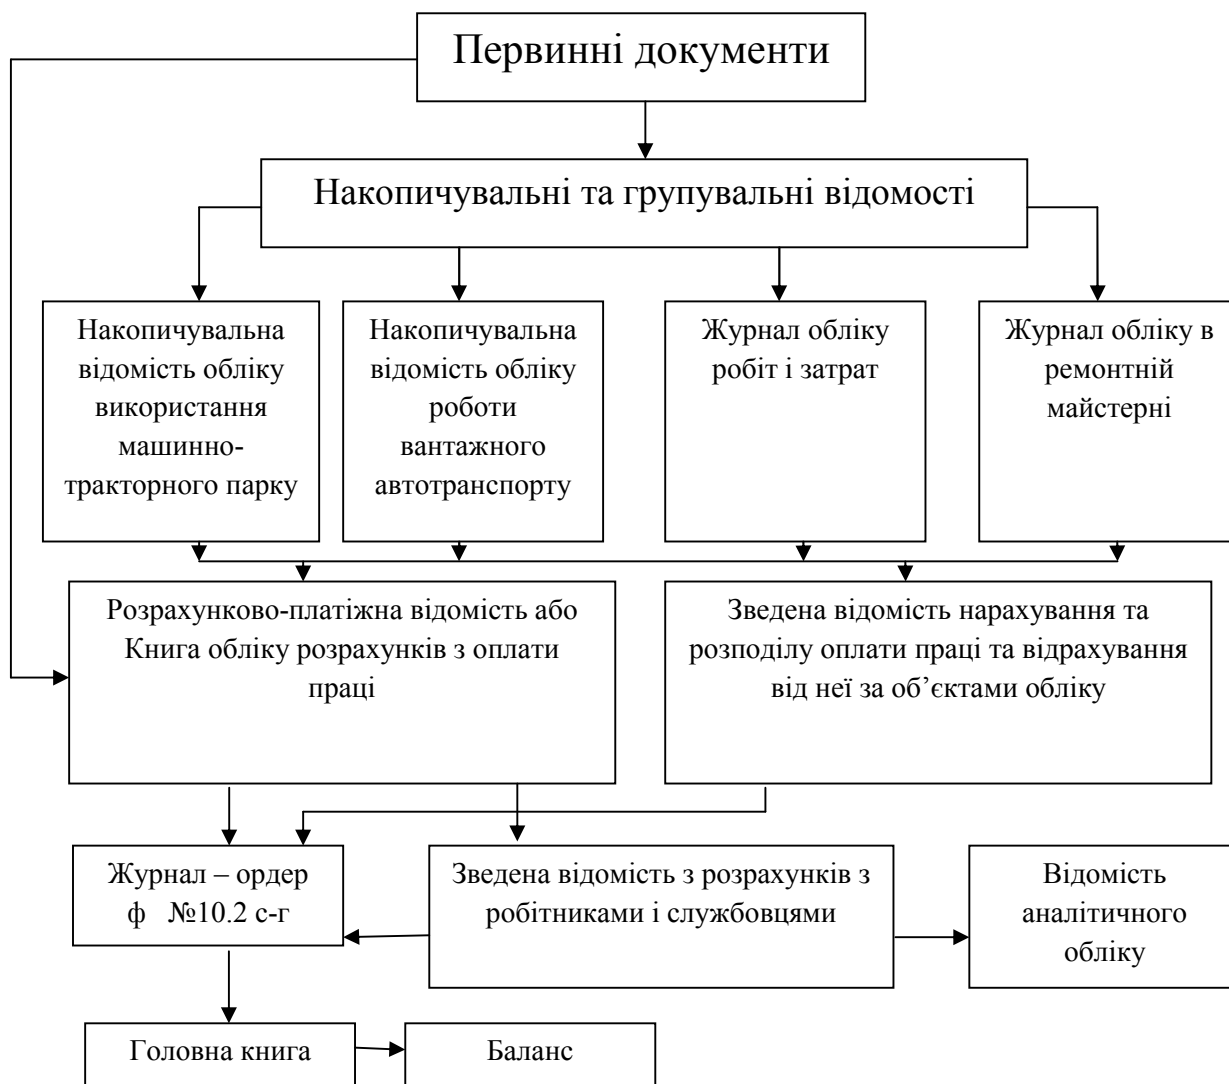 Первинні документи
Накопичувальні та групувальні відомості
Накопичувальна
відомість обліку
використання
машинно-
тракторного парку
Накопичувальна
відомість обліку
роботи
вантажного
автотранспорту
Журнал обліку
робіт і затрат
Журнал обліку в
ремонтній
майстерні
Розрахунково-платіжна відомість або
Книга обліку розрахунків з оплати
праці
Зведена відомість нарахування та
розподілу оплати праці та відрахування
від неї за об’єктами обліку
Журнал – ордер
ф №10.2 с-г
Зведена відомість з розрахунків з
робітниками і службовцями
Відомість
аналітичного
обліку
Головна книга
Баланс